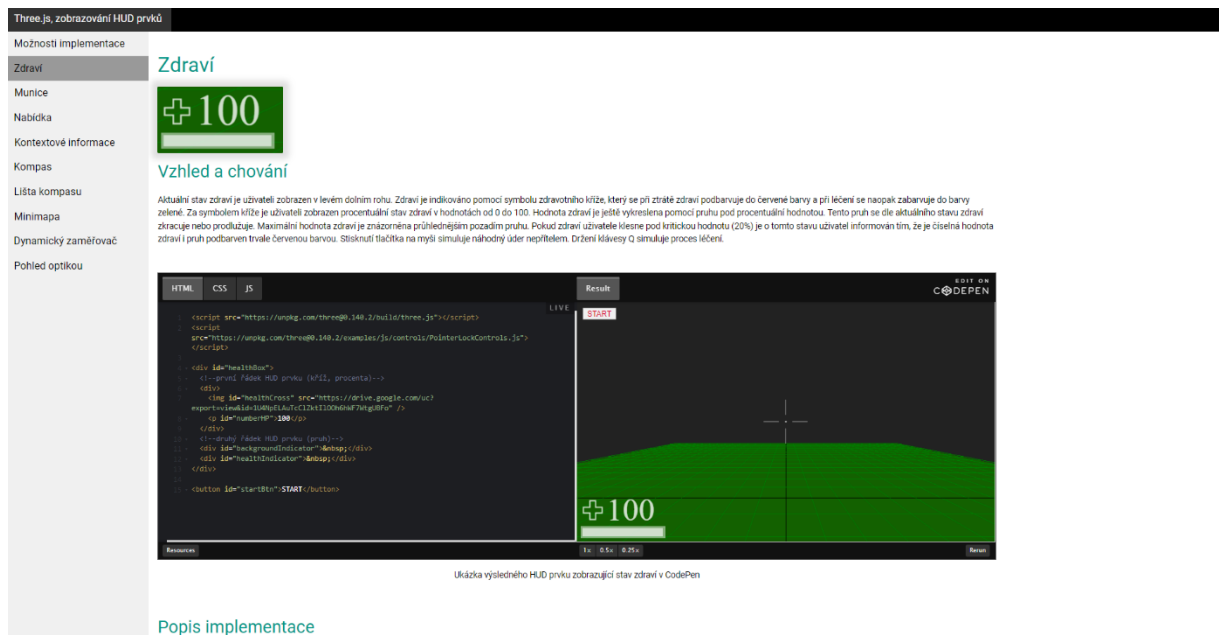 Three.js, zobrazování HUD prvků
Možnosti implementace
Zdraví
Munice
Nabídka
Kontextové informace
Kompas
Lišta kompasu
Minimapa
Dynamický zaměřovač
Pohled optikou
Zdraví
100
Vzhled a chování
Aktuální stav zdraví je uživateli zobrazen v levém dolním rohu. Zdraví je indikováno pomocí symbolu zdravotního kříže, který se při ztrátě zdraví podbarvuje do červené barvy a při léčení se naopak zabarvuje do barvy
zelené. Za symbolem kříže je uživateli zobrazen procentuální stav zdraví v hodnotách od 0 do 100. Hodnota zdraví je ještě vykreslena pomocí pruhu pod procentuální hodnotou. Tento pruh se dle aktuálního stavu zdraví
zkracuje nebo prodlužuje. Maximální hodnota zdraví je znázorněna průhlednějším pozadím pruhu. Pokud zdraví uživatele klesne pod kritickou hodnotu (20%) je o tomto stavu uživatel informován tím, že je číselná hodnota
zdraví i pruh podbarven trvale červenou barvou. Stisknutí tlačítka na myši simuluje náhodný úder nepřítelem. Držení klávesy Q simuluje proces léčení.
HTML CSS JS
LIVE
<script src="https://unpkg.com/three@0.140.2/build/three.js"></script>
<script
src="https://unpkg.com/three@0.140.2/examples/js/controls/PointerLockControls.js">
</script>
<div id="healthBox">
<!--první řádek HUD prvku (kříž, procenta)-->
<div>
<img id="healthCross" src="https://drive.google.com/uc?
<p id="numberHP">100</p>
</div>
<!--druhý řádek HUD prvku (pruh)-->
<div id="backgroundIndicator">&nbsp;</div>
<div id="healthIndicator">&nbsp;</div>
</div>
<button id="startBtn">START</button>
Resources
Result
EDIT ON
CODEPEN
START
100
1x 0.5x 0.25x
Rerun
Ukázka výsledného HUD prvku zobrazující stav zdraví v CodePen
Popis implementace